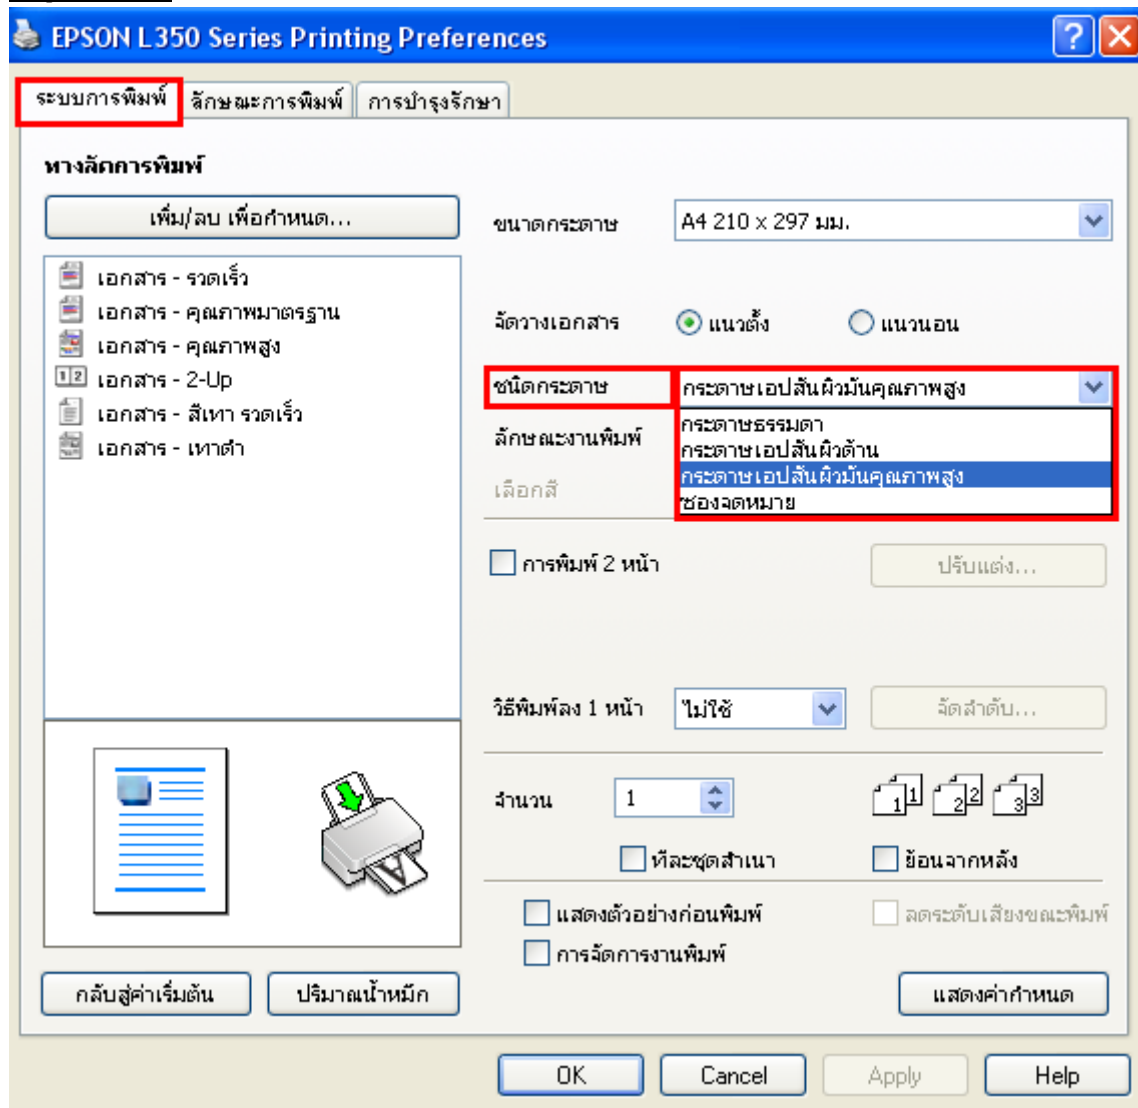 EPSON L350 Series Printing Preferences
ระบบการพิมพ์ ลักษณะการพิมพ์ การบำรุงรักษา
ทางลัดการพิมพ์
เพิ่ม/ลบ เพื่อกำหนด...
เอกสาร - รวดเร็ว
เอกสาร - คุณภาพมาตรฐาน
เอกสาร - คุณภาพสูง
1 2 เอกสาร - 2-Up
เอกสาร - สีเทา รวดเร็ว
เอกสาร - เทาดำ
กลับสู่ค่าเริ่มต้น ปริมาณน้ำหมึก
ขนาดกระดาษ A4 210 x 297 มม.
จัดวางเอกสาร แนวตั้ง แนวนอน
ชนิดกระดาษ กระดาษเอปสันผิวมันคุณภาพสูง
กระดาษธรรมดา
กระดาษเอปสันผิวด้าน
กระดาษเอปสันผิวมันคุณภาพสูง
ซองจดหมาย
ลักษณะงานพิมพ์
เลือกสี
การพิมพ์ 2 หน้า ปรับแต่ง...
วิธีพิมพ์ลง 1 หน้า ไม่ใช้ จัดลำดับ...
จำนวน 1 1 1 2 2 3 3
ทีละชุดสำเนา ย้อนจากหลัง
แสดงตัวอย่างก่อนพิมพ์ ลดระดับเสียงขณะพิมพ์
การจัดการงานพิมพ์
แสดงค่ากำหนด
OK Cancel Apply Help